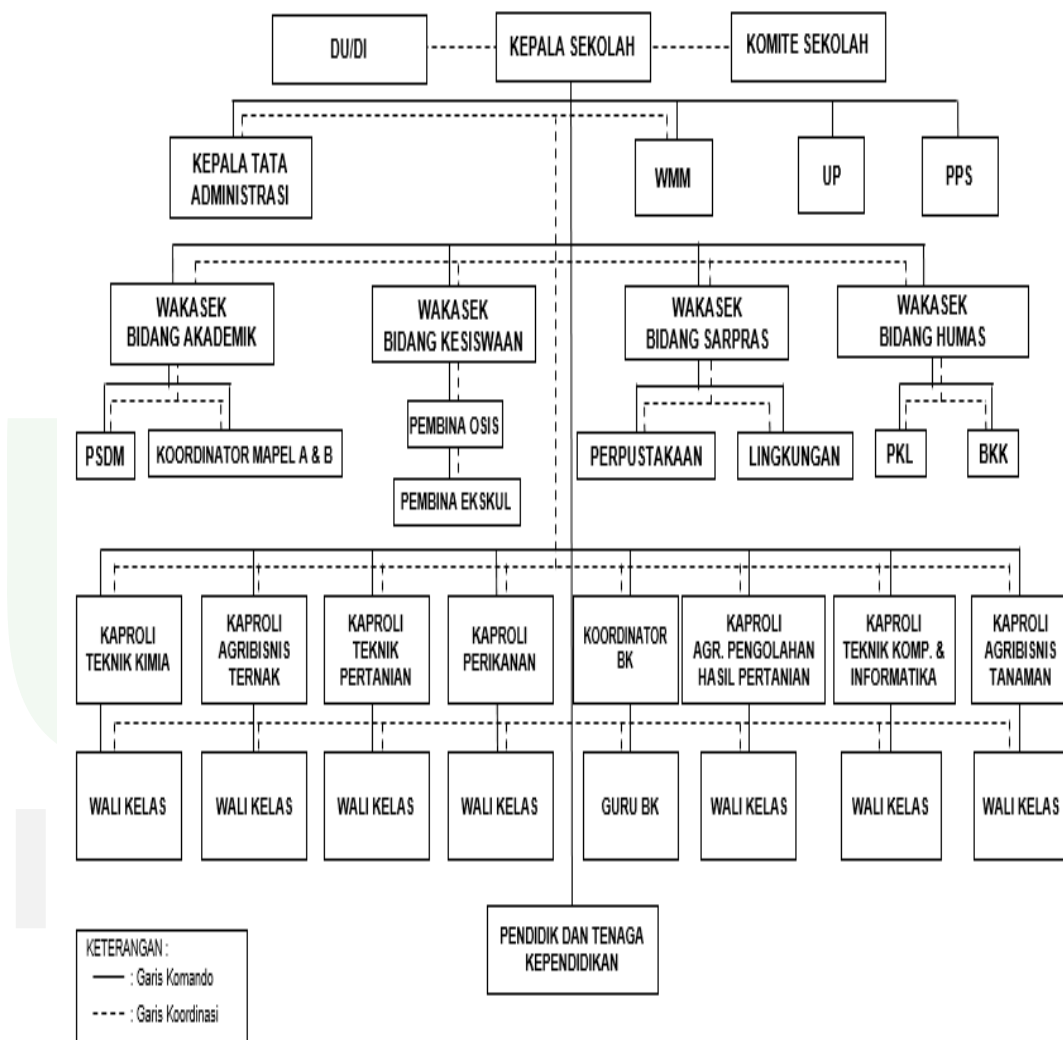 DU/DI
KEPALA SEKOLAH
KOMITE SEKOLAH
KEPALA TATA
ADMINISTRASI
WMM
UP
PPS
WAKASEK
BIDANG AKADEMIK
WAKASEK
BIDANG KESISWAAN
WAKASEK
BIDANG SARPRAS
WAKASEK
BIDANG HUMAS
PSDM
KOORDINATOR MAPEL A & B
PEMBINA OSIS
PEMBINA EKSKUL
PERPUSTAKAAN
LINGKUNGAN
PKL
BKK
KAPROLI
TEKNIK KIMIA
KAPROLI
AGRIBISNIS
TERNAK
KAPROLI
TEKNIK
PERTANIAN
KAPROLI
PERIKANAN
KOORDINATOR
BK
KAPROLI
AGR. PENGOLAHAN
HASIL PERTANIAN
KAPROLI
TEKNIK KOMP. &
INFORMATIKA
KAPROLI
AGRIBISNIS
TANAMAN
WALI KELAS
WALI KELAS
WALI KELAS
WALI KELAS
GURU BK
WALI KELAS
WALI KELAS
WALI KELAS
PENDIDIK DAN TENAGA
KEPENDIDIKAN
KETERANGAN :
: Garis Komando
: Garis Koordinasi